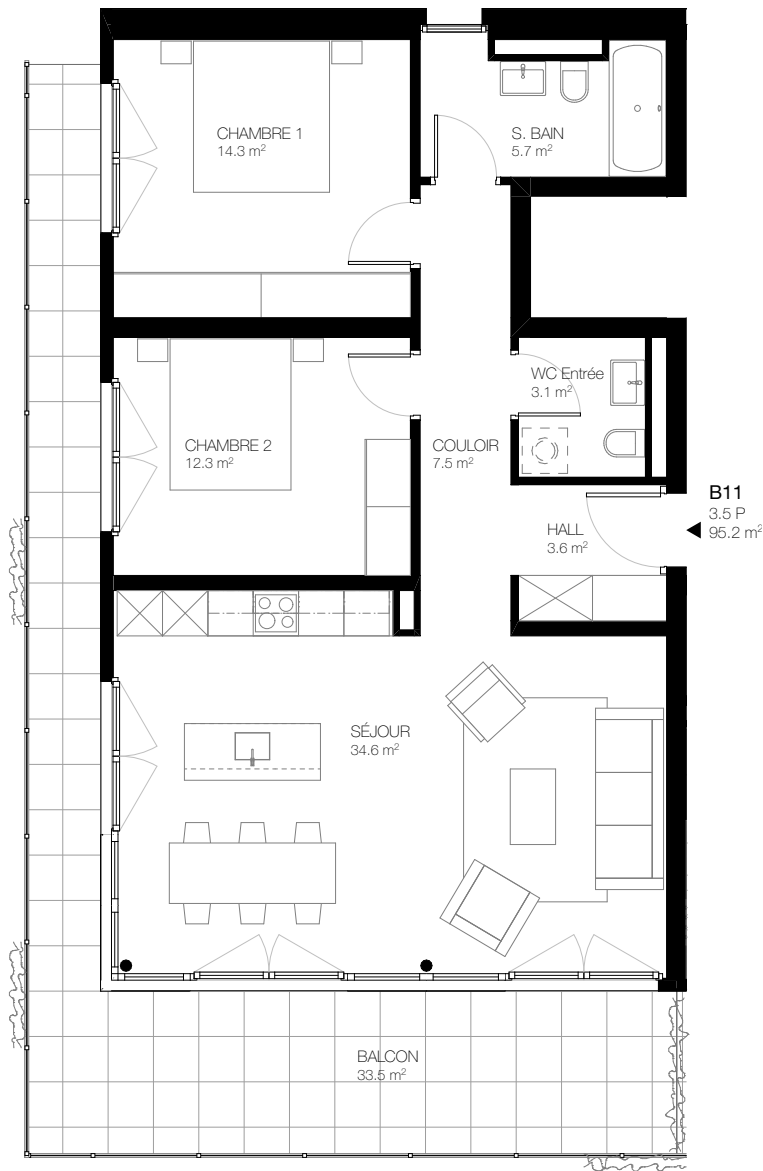 CHAMBRE 1
14.3 m²
S. BAIN
5.7 m²
WC Entrée
3.1 m²
CHAMBRE 2
12.3 m²
COULOIR
7.5 m²
B11
3.5 P
95.2 m²
HALL
3.6 m²
SÉJOUR
34.6 m²
BALCON
33.5 m²